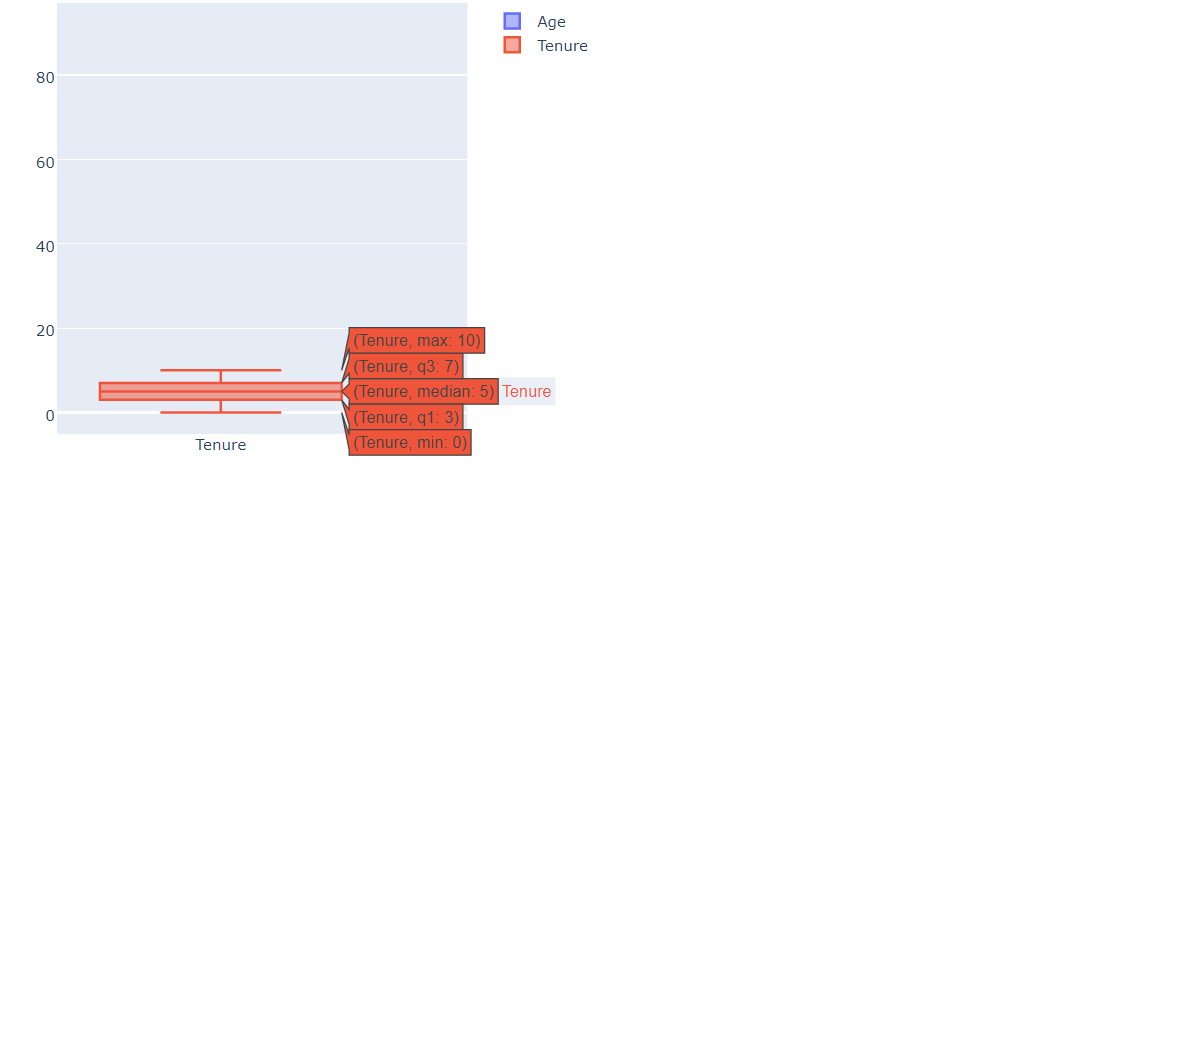 Age
Tenure
80
60
40
20
0
(Tenure, max: 10)
(Tenure, q3: 7)
(Tenure, median: 5) Tenure
(Tenure, q1: 3)
(Tenure, min: 0)
Tenure